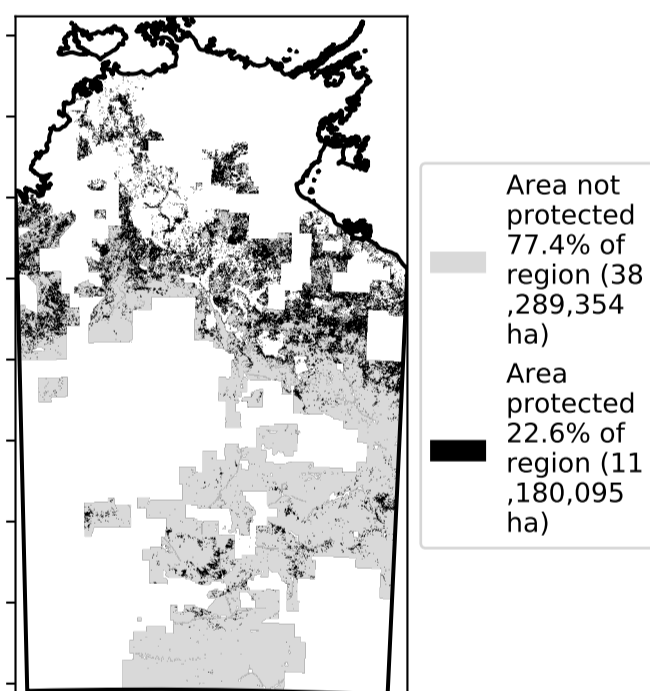 Area not
protected
77.4% of
region (38
,289,354
ha)
Area
protected
22.6% of
region (11
,180,095
ha)